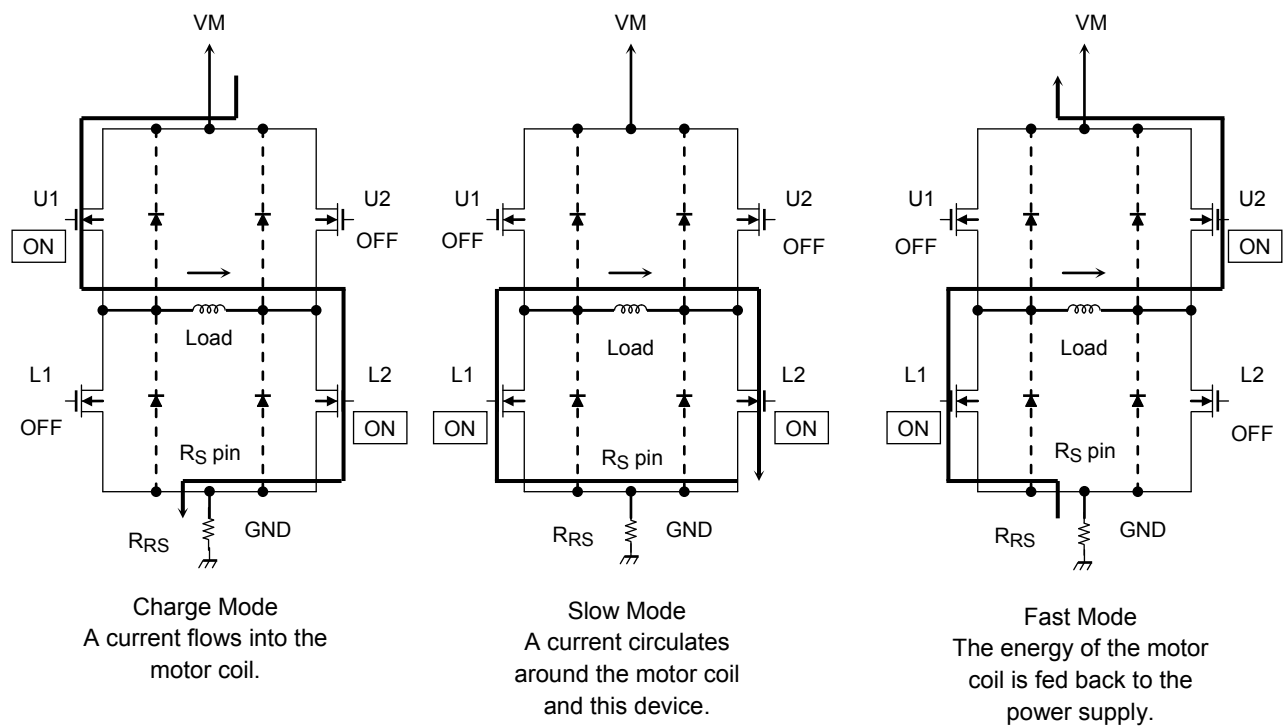 VM
U1
ON
U2
OFF
Load
L1
OFF
L2
ON
RS pin
RRS
GND
Charge Mode
A current flows into the
motor coil.
VM
U1
OFF
U2
OFF
Load
L1
ON
L2
ON
RS pin
RRS
GND
Slow Mode
A current circulates
around the motor coil
and this device.
VM
U1
OFF
U2
ON
Load
L1
ON
L2
OFF
RS pin
RRS
GND
Fast Mode
The energy of the motor
coil is fed back to the
power supply.